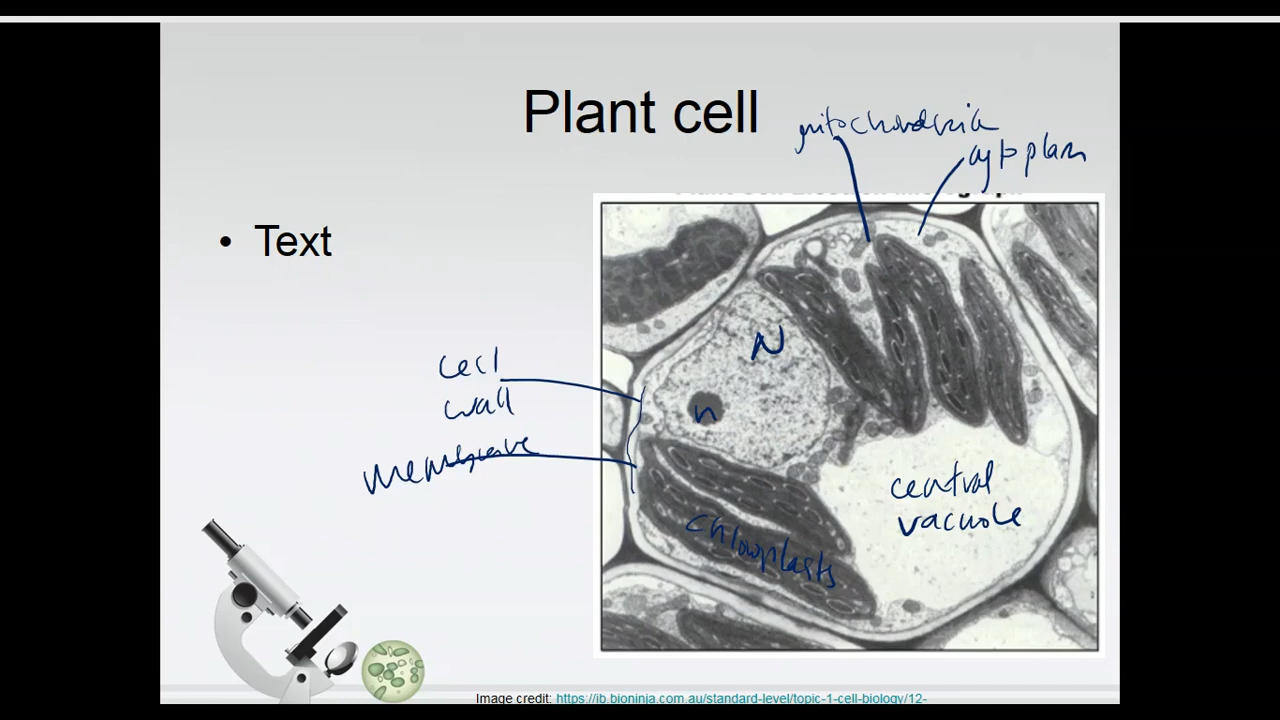 Plant cell
mitochondria
cytoplasm
• Text
cell
wall
membrane
N
n
central
vacuole
chloroplasts
Image credit: https://ib.bioninja.com.au/standard-level/topic-1-cell-biology/12-